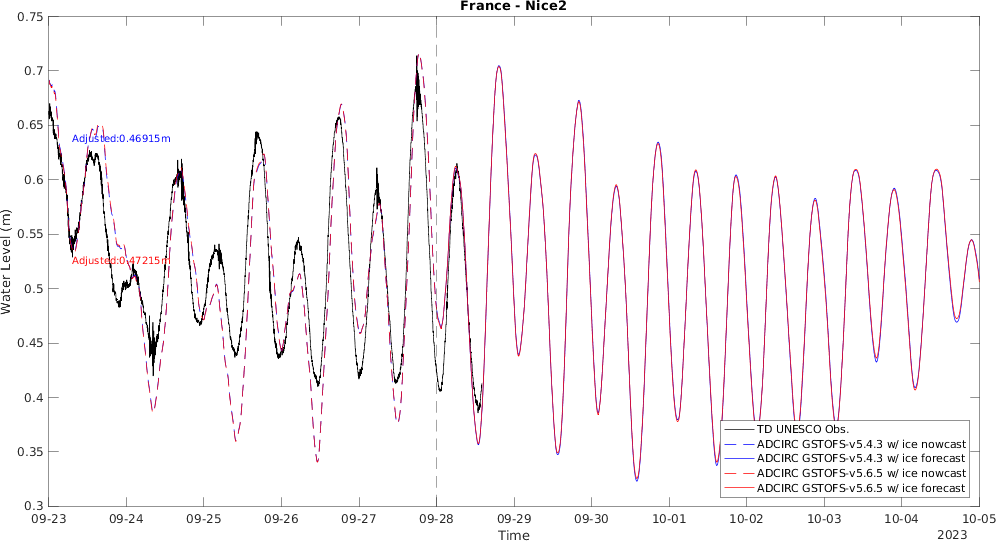 France - Nice2
0.75
0.7
0.65
0.6
0.55
0.5
0.45
0.4
0.35
0.3
Water Level (m)
Adjusted:0.46915m
Adjusted:0.47215m
TD UNESCO Obs.
ADCIRC GSTOFS-v5.4.3 w/ ice nowcast
ADCIRC GSTOFS-v5.4.3 w/ ice forecast
ADCIRC GSTOFS-v5.6.5 w/ ice nowcast
ADCIRC GSTOFS-v5.6.5 w/ ice forecast
09-23 09-24 09-25 09-26 09-27 09-28 09-29 09-30 10-01 10-02 10-03 10-04 10-05
Time
2023